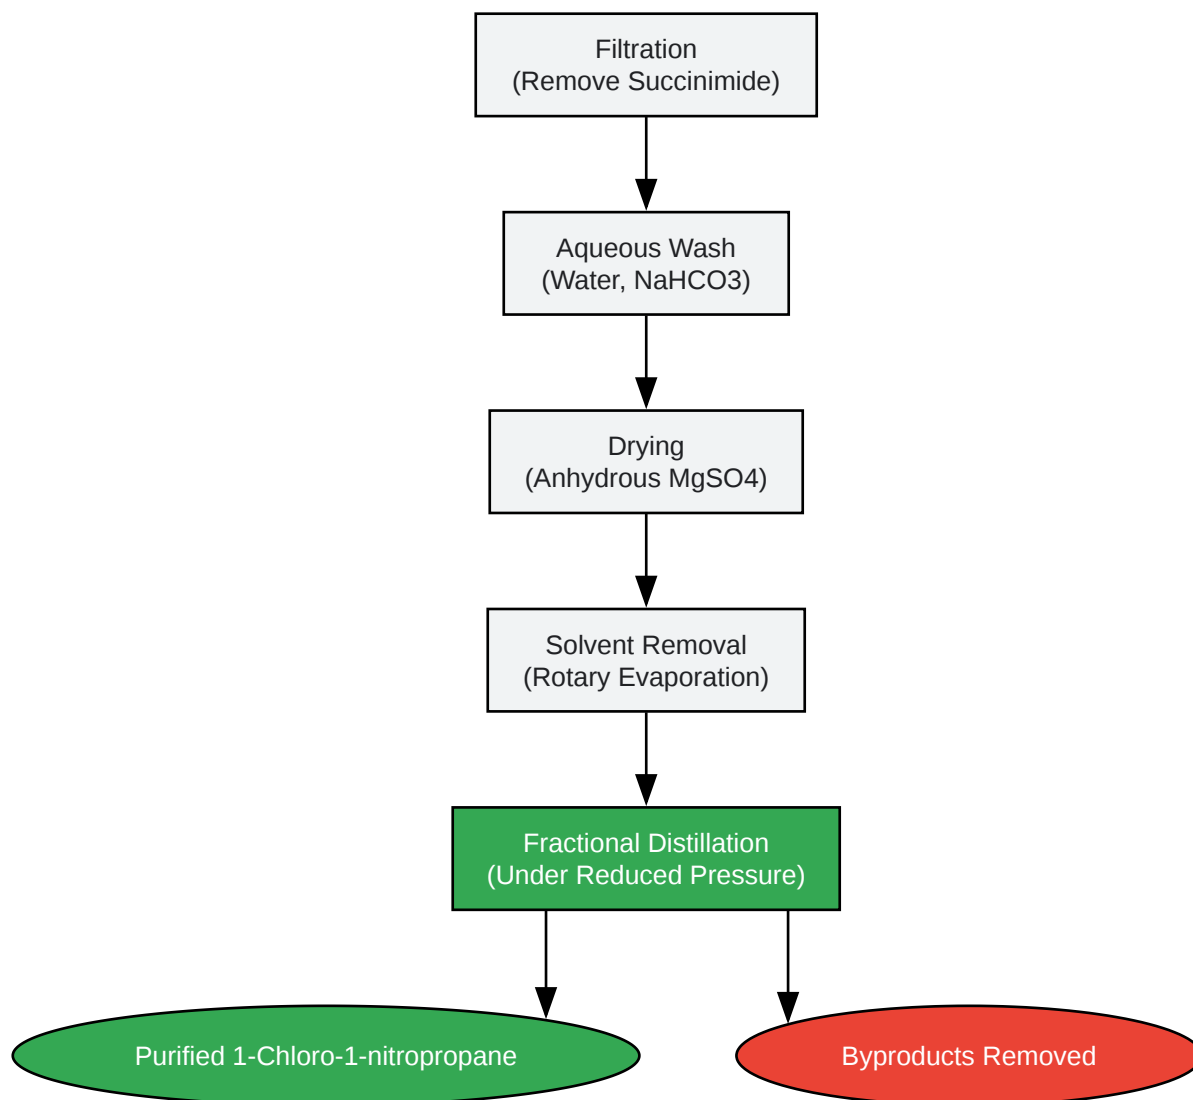 Filtration
(Remove Succinimide)
Aqueous Wash
(Water, NaHCO3)
Drying
(Anhydrous MgSO4)
Solvent Removal
(Rotary Evaporation)
Fractional Distillation
(Under Reduced Pressure)
Purified 1-Chloro-1-nitropropane
Byproducts Removed